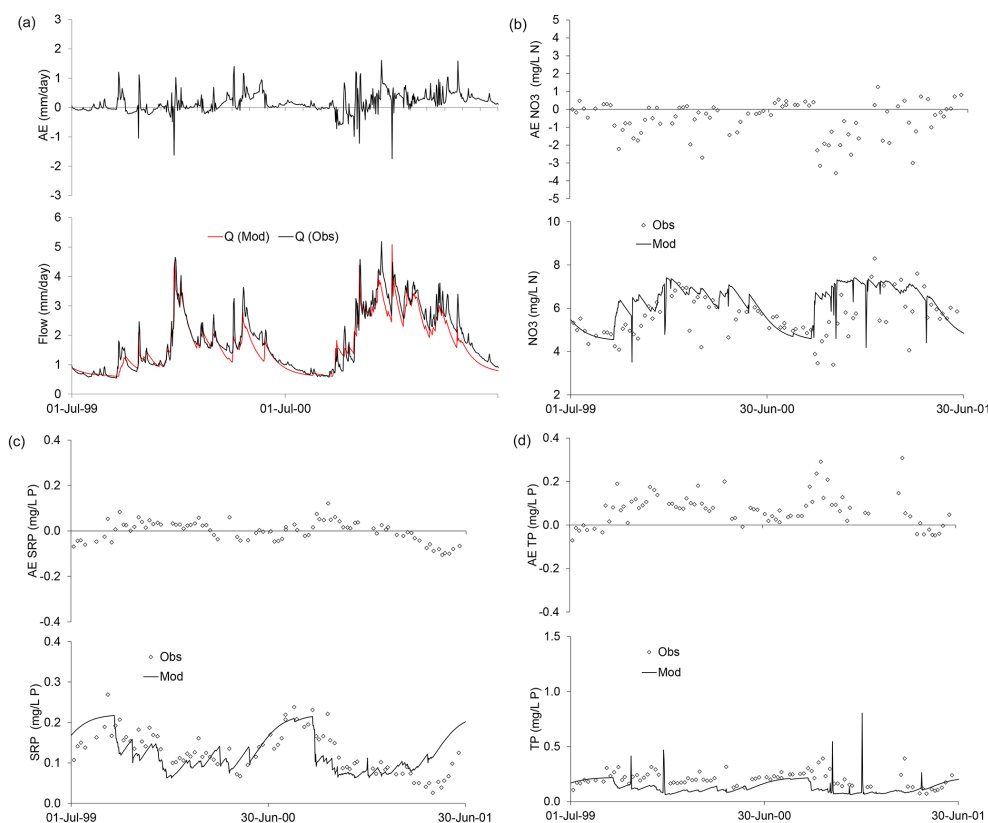 (a)
3
2
1
0
-1
-2
-3
AE (mm/day)
6
5
4
3
2
1
0
Flow (mm/day)
Q (Mod) Q (Obs)
01-Jul-99 01-Jul-00
(b)
5
4
3
2
1
0
-1
-2
-3
-4
-5
AE NO3 (mg/L N)
10
8
6
4
2
NO3 (mg/L N)
Obs
Mod
01-Jul-99 30-Jun-00 30-Jun-01
(c)
0.4
0.2
0.0
-0.2
-0.4
AE SRP (mg/L P)
0.4
0.3
0.2
0.1
0.0
SRP (mg/L P)
Obs
Mod
01-Jul-99 30-Jun-00 30-Jun-01
(d)
0.4
0.2
0.0
0.2
0.4
AE TP (mg/L P)
1.5
1.0
0.5
0.0
TP (mg/L P)
Obs
Mod
01-Jul-99 30-Jun-00 30-Jun-01